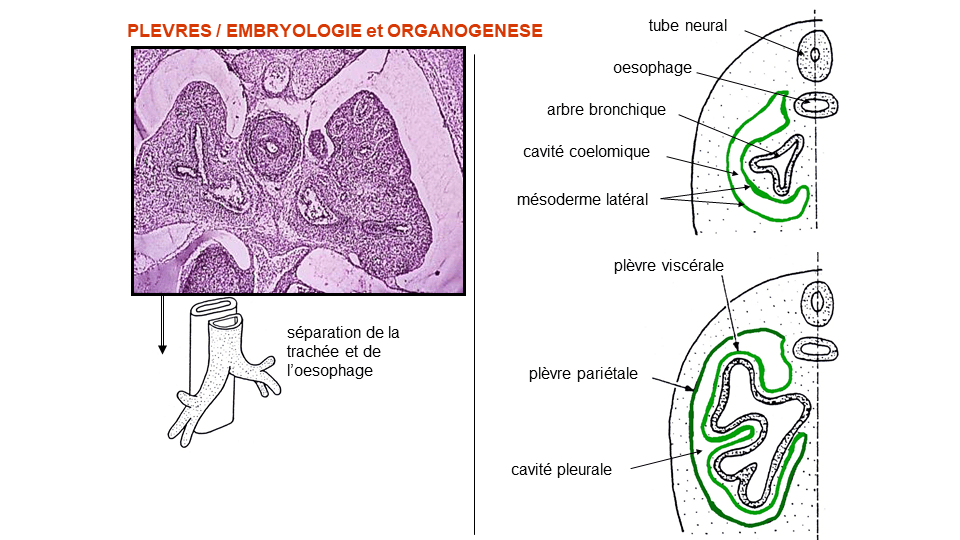 PLEVRES / EMBRYOLOGIE et ORGANOGENESE
séparation de la
trachée et de
l’oesophage
tube neural
oesophage
arbre bronchique
cavité coelomique
mésoderme latéral
plèvre viscérale
plèvre pariétale
cavité pleurale